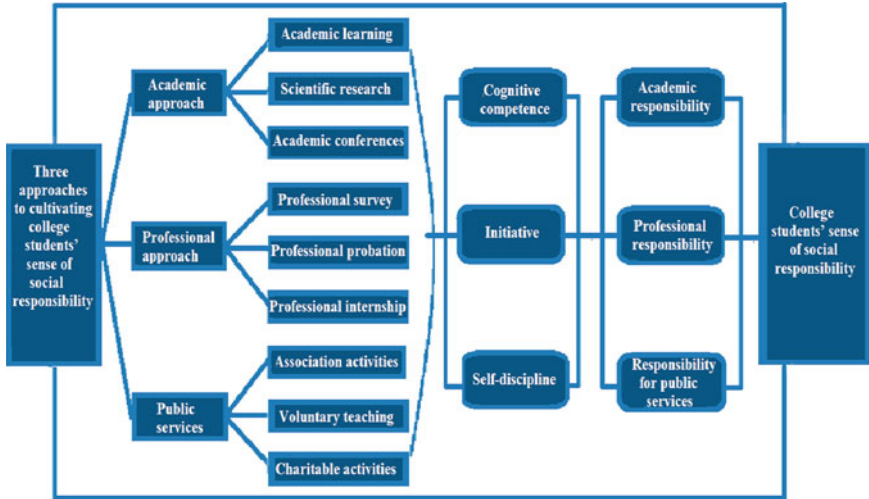 Three
approaches
to cultivating
college
students'
sense of
social
responsibility
Academic
approach
Professional
approach
Public
services
Academic learning
Scientific research
Academic conferences
Professional survey
Professional probation
Professional internship
Association activities
Voluntary teaching
Charitable activities
Cognitive
competence
Initiative
Self-discipline
Academic
responsibility
Professional
responsibility
Responsibility
for public
services
College
students' sense
of social
responsibility